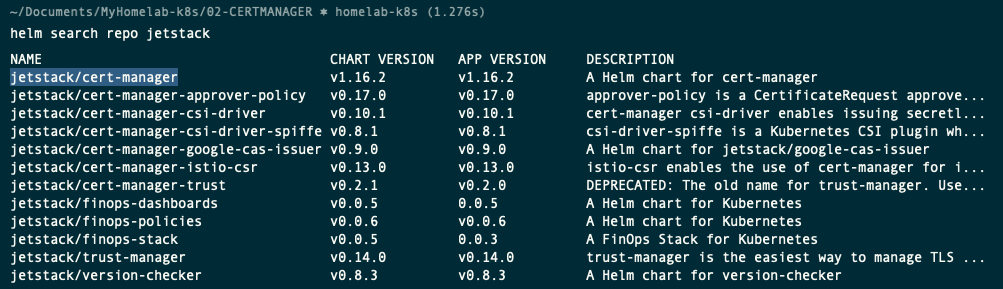 ~/Documents/MyHomelab-k8s/02-CERTMANAGER ⎈ homelab-k8s (1.276s)
helm search repo jetstack
NAME CHART VERSION APP VERSION DESCRIPTION
jetstack/cert-manager v1.16.2 v1.16.2 A Helm chart for cert-manager
jetstack/cert-manager-approver-policy v0.17.0 v0.17.0 approver-policy is a CertificateRequest approve...
jetstack/cert-manager-csi-driver v0.10.1 v0.10.1 cert-manager csi-driver enables issuing secretl...
jetstack/cert-manager-csi-driver-spiffe v0.8.1 v0.8.1 csi-driver-spiffe is a Kubernetes CSI plugin wh...
jetstack/cert-manager-google-cas-issuer v0.9.0 v0.9.0 A Helm chart for jetstack/google-cas-issuer
jetstack/cert-manager-istio-csr v0.13.0 v0.13.0 istio-csr enables the use of cert-manager for i...
jetstack/cert-manager-trust v0.2.1 v0.2.0 DEPRECATED: The old name for trust-manager. Use...
jetstack/finops-dashboards v0.0.5 0.0.5 A Helm chart for Kubernetes
jetstack/finops-policies v0.0.6 v0.0.6 A Helm chart for Kubernetes
jetstack/finops-stack v0.0.5 0.0.3 A FinOps Stack for Kubernetes
jetstack/trust-manager v0.14.0 v0.14.0 trust-manager is the easiest way to manage TLS ...
jetstack/version-checker v0.8.3 v0.8.3 A Helm chart for version-checker